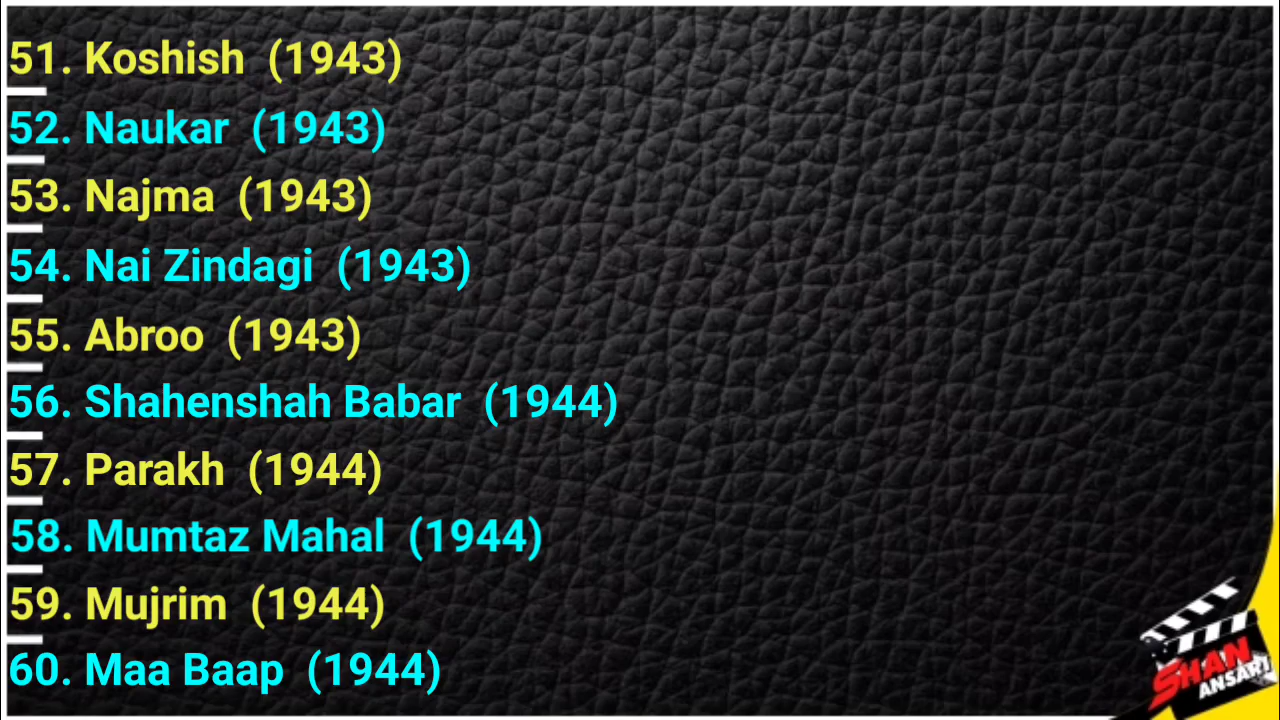 51. Koshish (1943)
52. Naukar (1943)
53. Najma (1943)
54. Nai Zindagi (1943)
55. Abroo (1943)
56. Shahenshah Babar (1944)
57. Parakh (1944)
58. Mumtaz Mahal (1944)
59. Mujrim (1944)
60. Maa Baap (1944)
SHAN
ANSARI